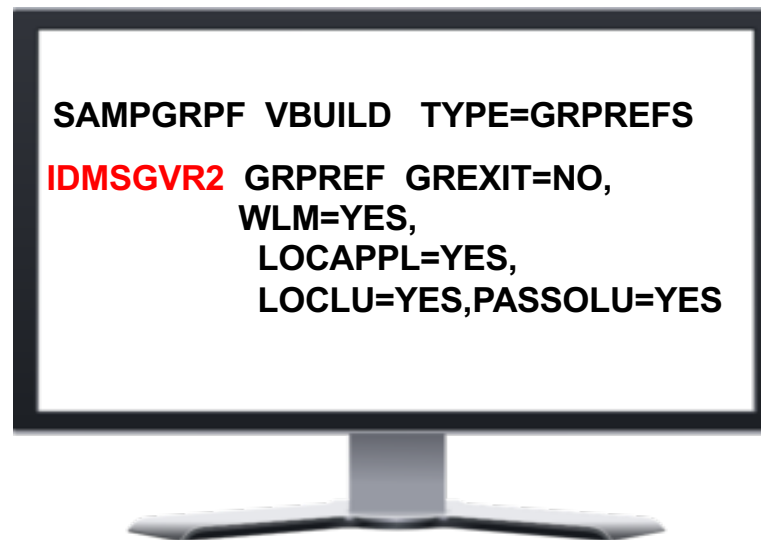 SAMPGRPF VBUILD TYPE=GRPREFS
IDMSGVR2 GRPREF GREXIT=NO,
WLM=YES,
LOCAPPL=YES,
LOCLU=YES,PASSOLU=YES